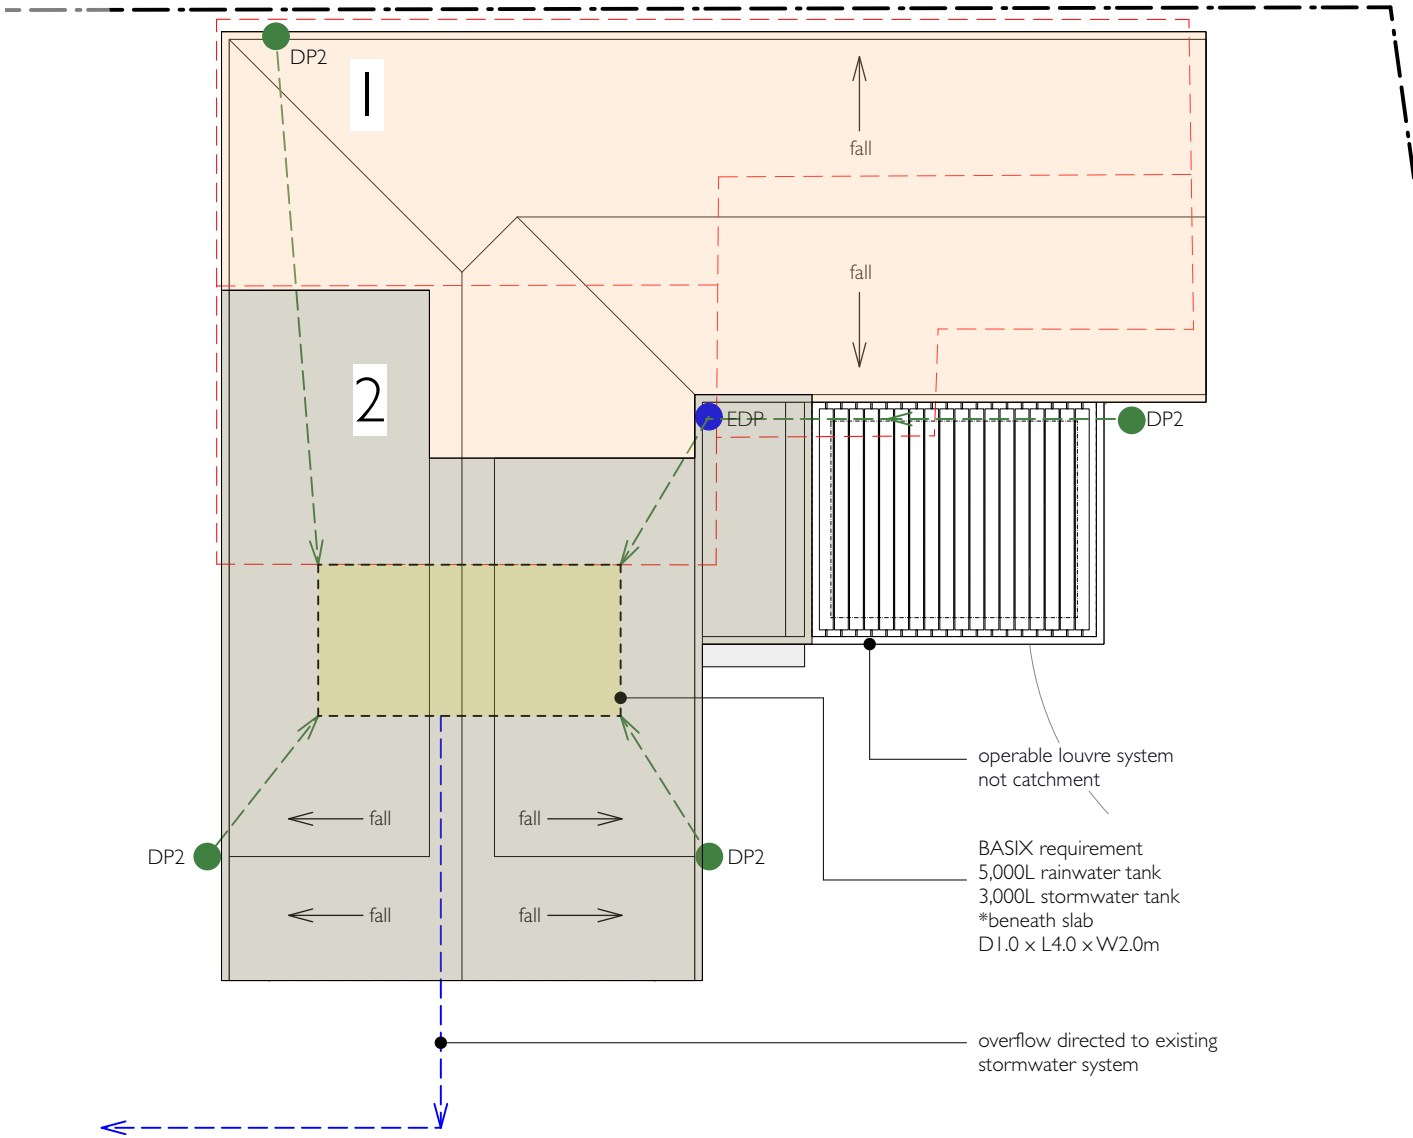 DP2
1
fall
fall
2
EDP
DP2
operable louvre system
not catchment
fall
fall
DP2
DP2
BASIX requirement
5,000L rainwater tank
3,000L stormwater tank
*beneath slab
D1.0 x L4.0 x W2.0m
fall
fall
overflow directed to existing
stormwater system